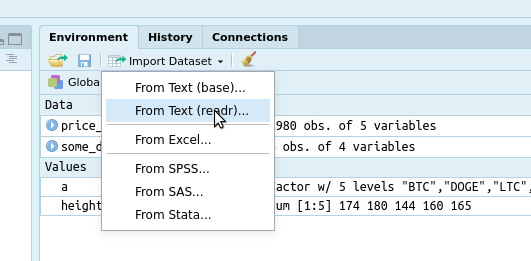 Environment History Connections
Import Dataset
Globa
From Text (base)...
From Text (readr)...
From Excel...
From SPSS...
From SAS...
From Stata...
Data
price_ 980 obs. of 5 variables
some_d obs. of 4 variables
Values
a actor w/ 5 levels "BTC","DOGE","LTC",
height um [1:5] 174 180 144 160 165